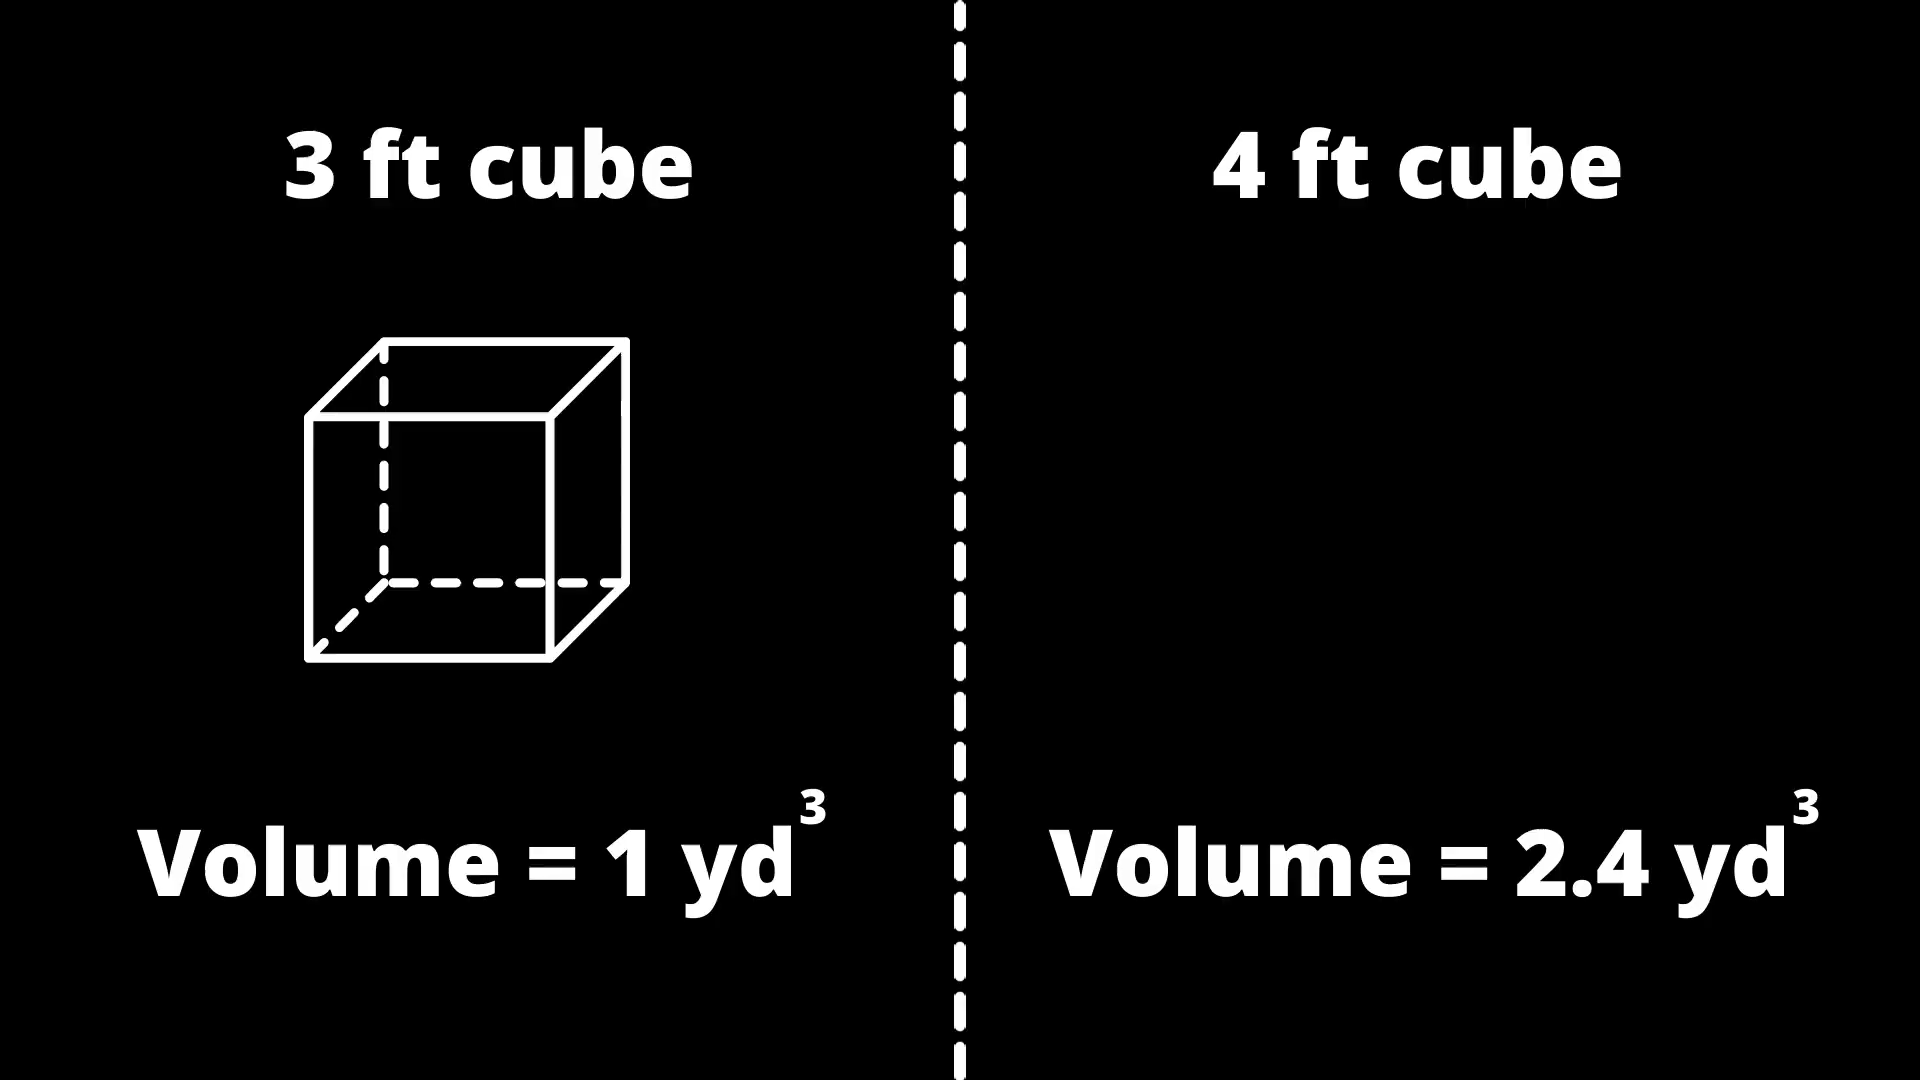 3 ft cube
Volume = 1 yd³
4 ft cube
Volume = 2.4 yd³